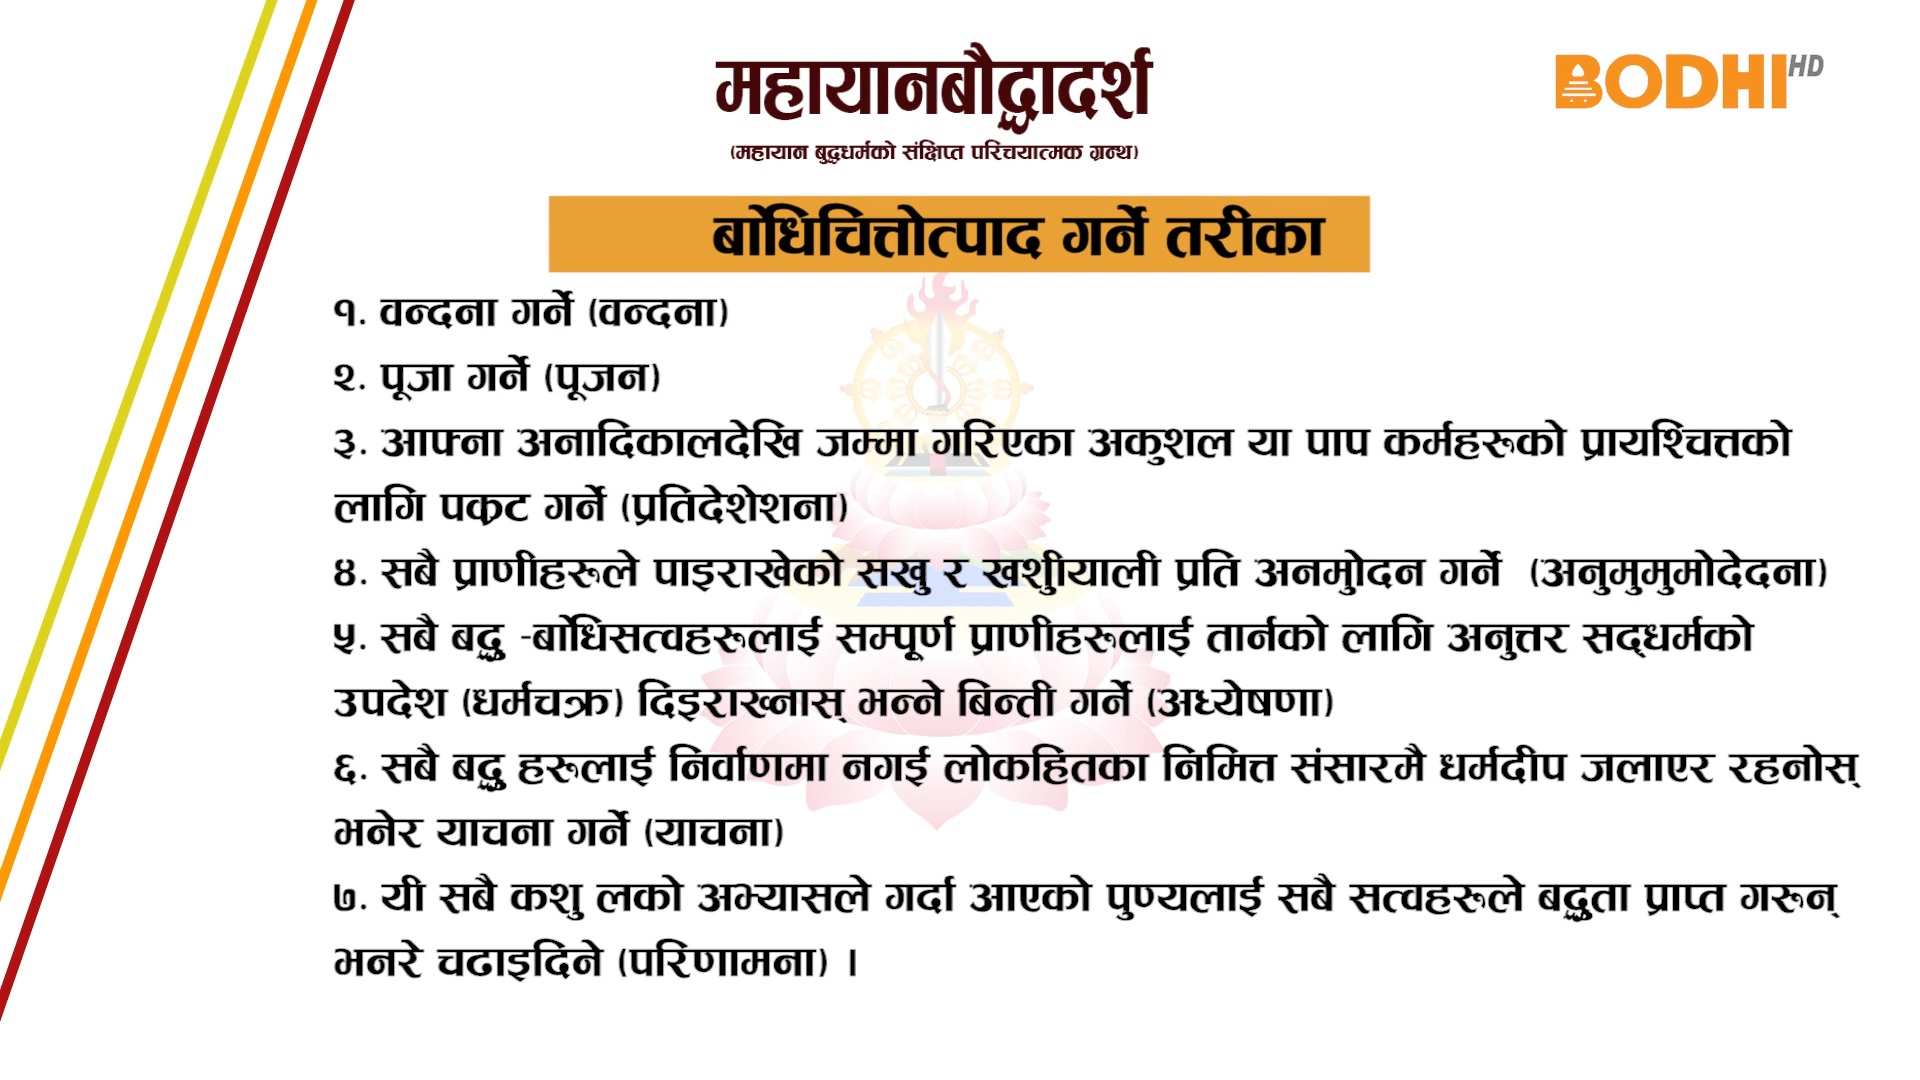 महायानबौद्धादर्श
BODHI HD
(महायान बुद्धधर्मको संक्षिप्त परिचयात्मक ग्रन्थ)
बोधिचित्तोत्पाद गर्ने तरीका
१. वन्दना गर्ने (वन्दना)
२. पूजा गर्ने (पूजन)
३. आफ्ना अनादिकालदेखि जम्मा गरिएका अकुशल या पाप कर्महरूको प्रायश्चित्तको
लागि पक्रट गर्ने (प्रतिदेशेशना)
४. सबै प्राणीहरूले पाइराखेको सखु र खशुीयाली प्रति अनमुोदन गर्ने (अनुमुमुमोदेदना)
५. सबै बद्धु -बोधिसत्वहरूलाई सम्पूर्ण प्राणीहरूलाई तार्नको लागि अनुत्तर सद्धर्मको
उपदेश (धर्मचक्र) दिइराख्नास् भन्ने बिन्ती गर्ने (अध्येषणा)
६. सबै बद्धु हरूलाई निर्वाणमा नगई लोकहितका निमित्त संसारमै धर्मदीप जलाएर रहनोस्
भनेर याचना गर्ने (याचना)
७. यी सबै कशु लको अभ्यासले गर्दा आएको पुण्यलाई सबै सत्वहरूले बद्धुता प्राप्त गरून्
भनरे चढाइदिने (परिणामना) ।